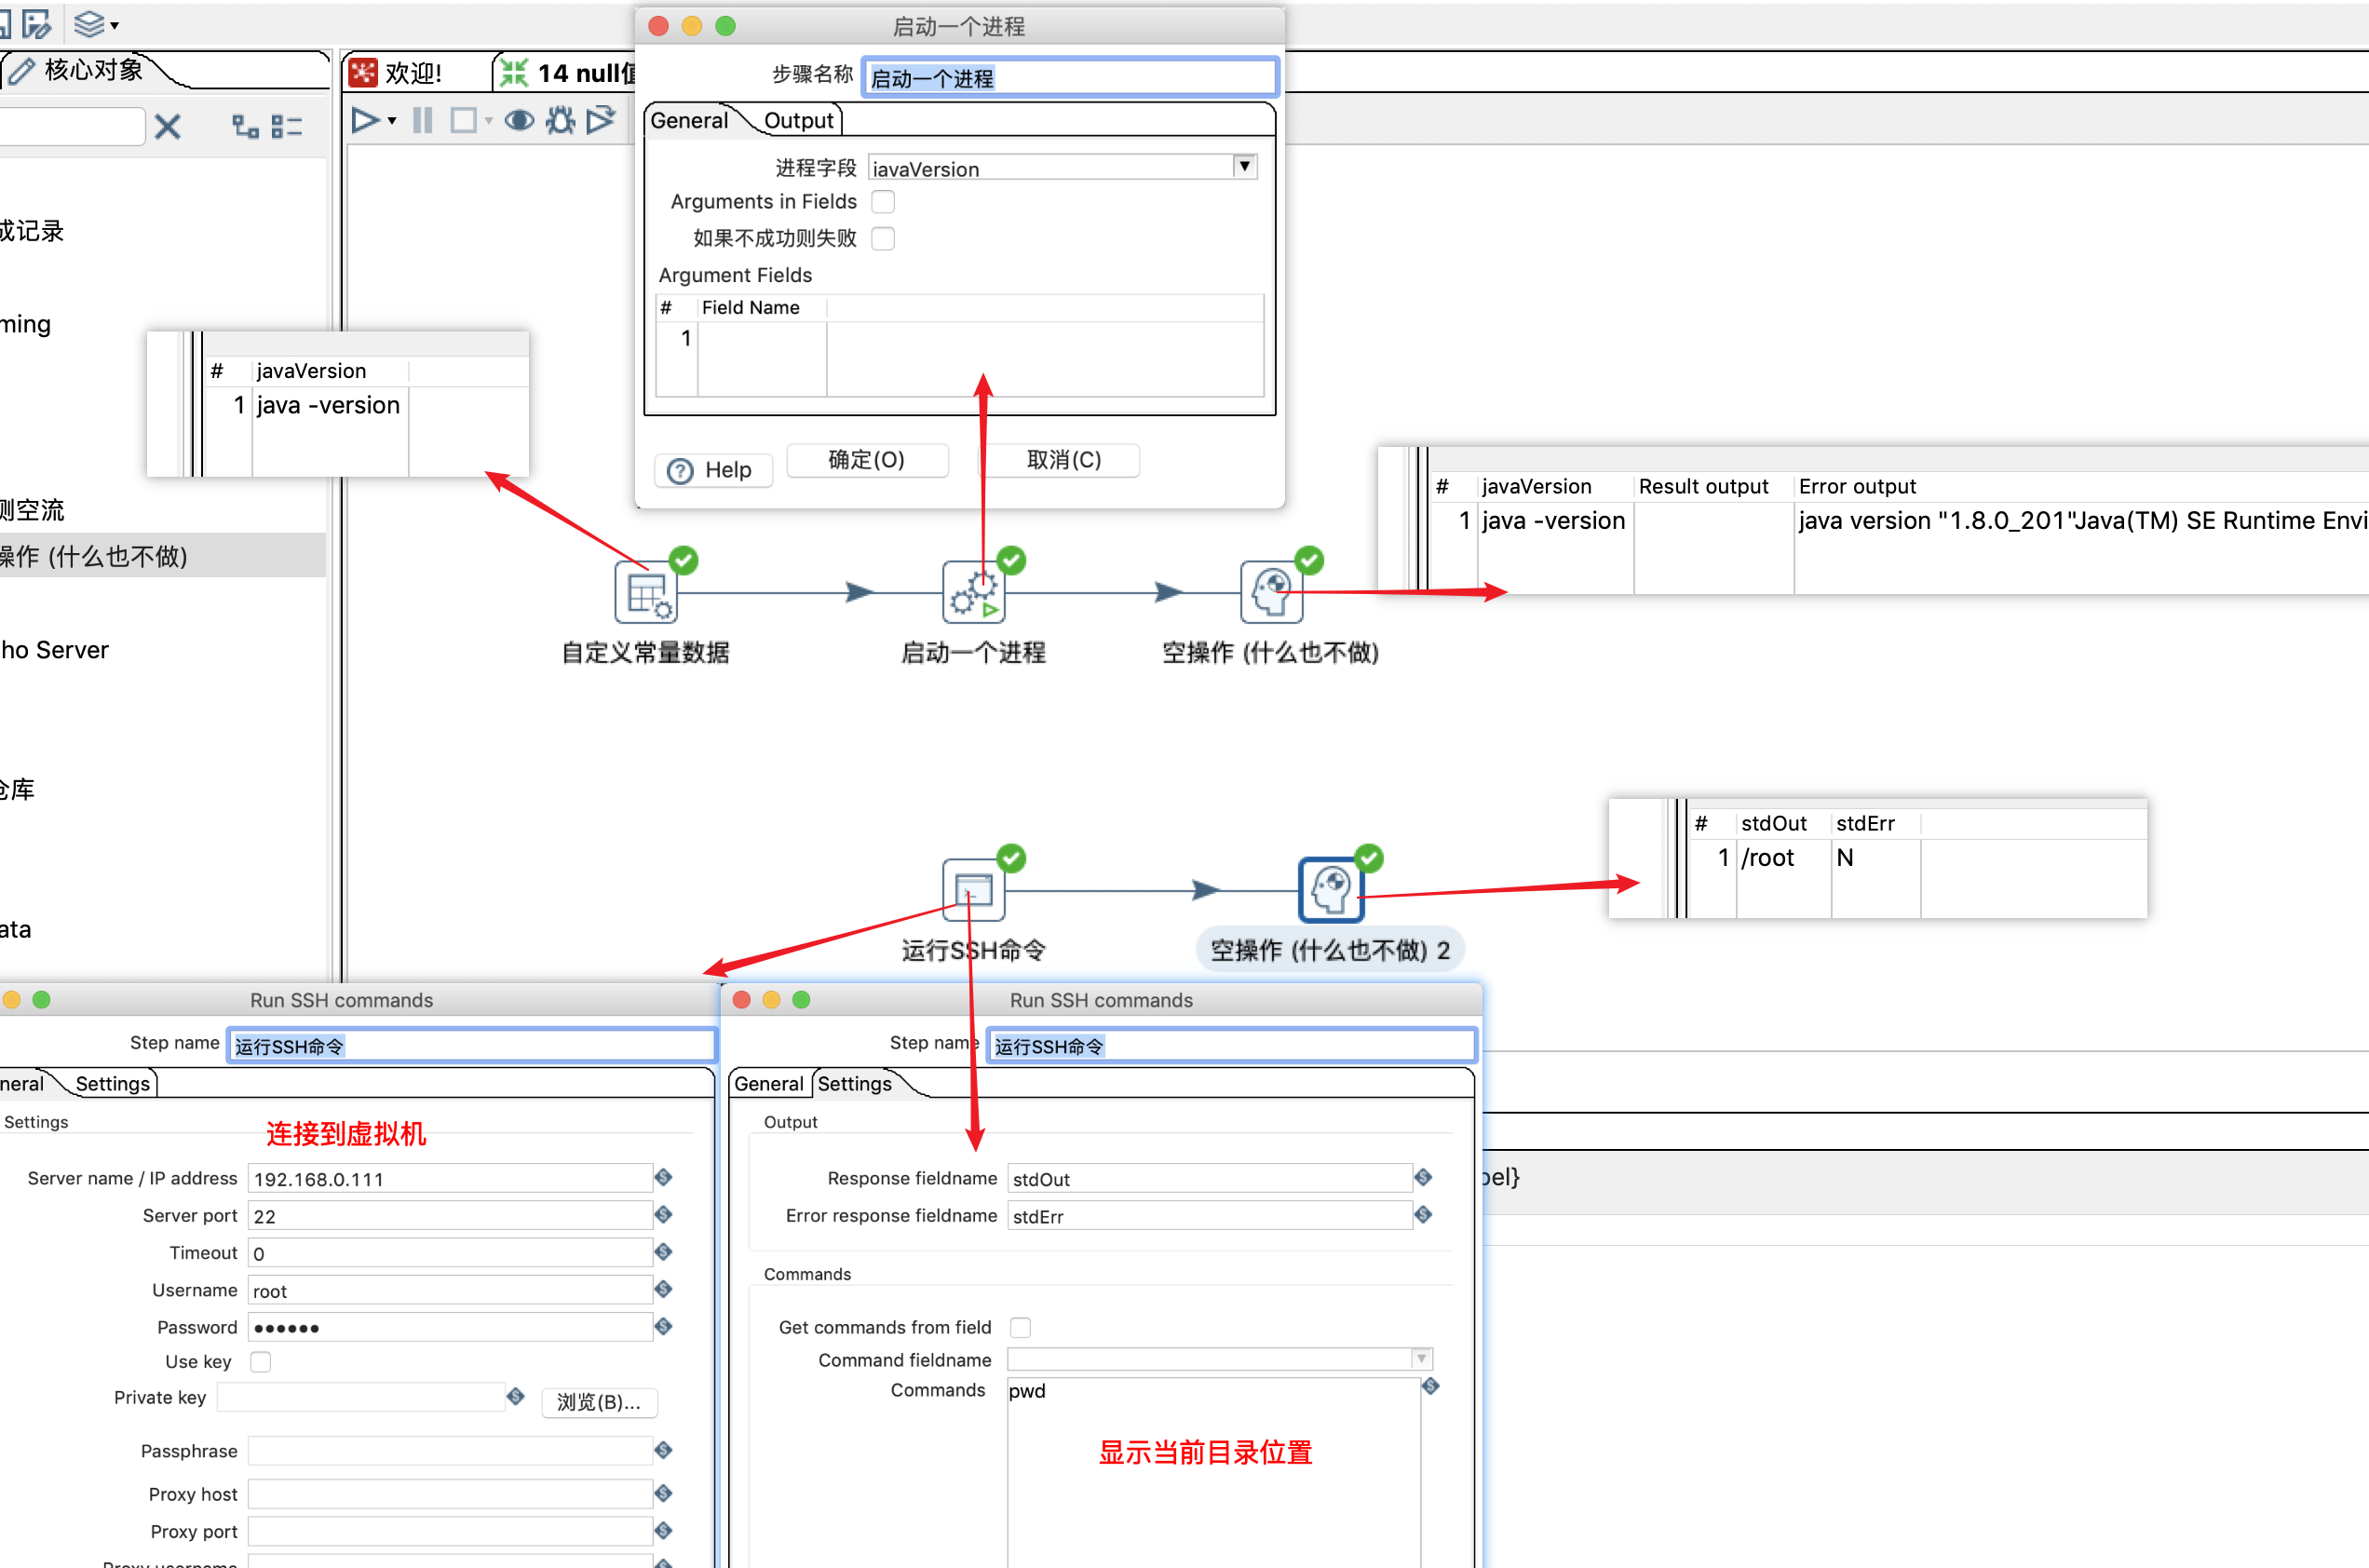 核心对象
欢迎!
14 null值
成记录
ming
测空流
操作 (什么也不做)
ho Server
仓库
ata
启动一个进程
步骤名称 启动一个进程
General Output
进程字段 javaVersion
Arguments in Fields
如果不成功则失败
Argument Fields
# Field Name
1
Help 确定(O) 取消(C)
# javaVersion
1 java -version
# javaVersion Result output Error output
1 java -version java version "1.8.0_201"Java(TM) SE Runtime Envi
自定义常量数据 启动一个进程 空操作 (什么也不做)
# stdOut stdErr
1 /root N
运行SSH命令 空操作 (什么也不做) 2
Run SSH commands
Step name 运行SSH命令
neral Settings
Settings
连接到虚拟机
Server name / IP address 192.168.0.111
Server port 22
Timeout 0
Username root
Password ●●●●●●
Use key
Private key 浏览(B)...
Passphrase
Proxy host
Proxy port
Proxy username
Run SSH commands
Step name 运行SSH命令
General Settings
Output
Response fieldname stdOut
Error response fieldname stdErr
Commands
Get commands from field
Command fieldname
Commands pwd
显示当前目录位置
bel}